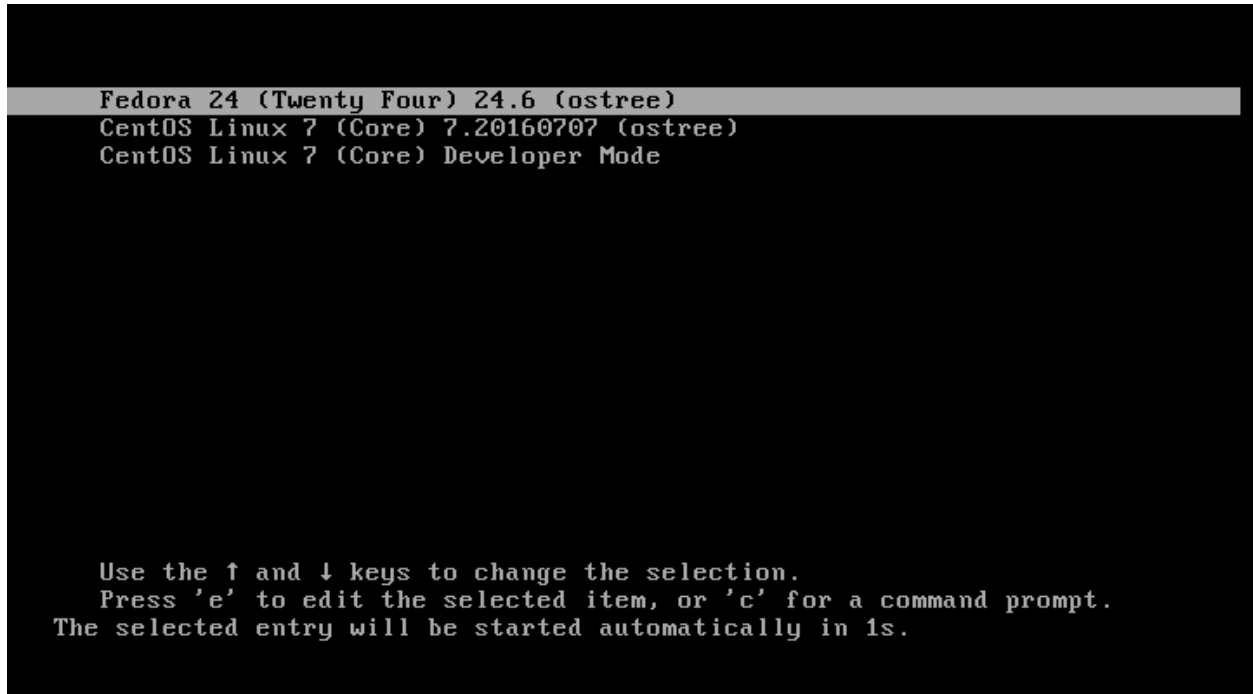 Fedora 24 (Twenty Four) 24.6 (ostree)
CentOS Linux 7 (Core) 7.20160707 (ostree)
CentOS Linux 7 (Core) Developer Mode
Use the ↑ and ↓ keys to change the selection.
Press 'e' to edit the selected item, or 'c' for a command prompt.
The selected entry will be started automatically in 1s.